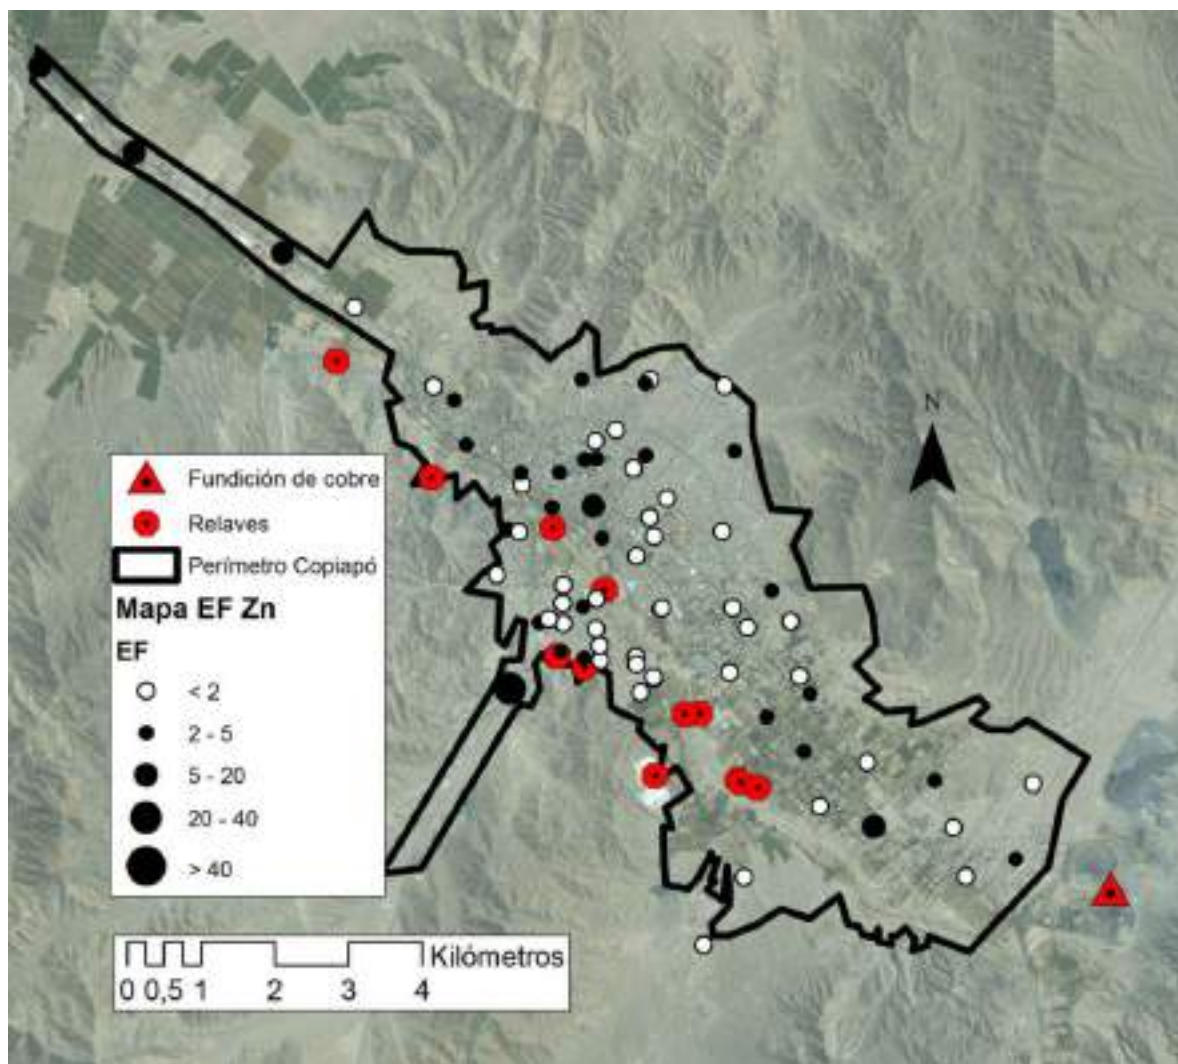 N
Fundición de cobre
Relaves
Perímetro Copiapó
Mapa EF Zn
EF
< 2
2 - 5
5 - 20
20 - 40
> 40
Kilómetros
0 0,5 1 2 3 4